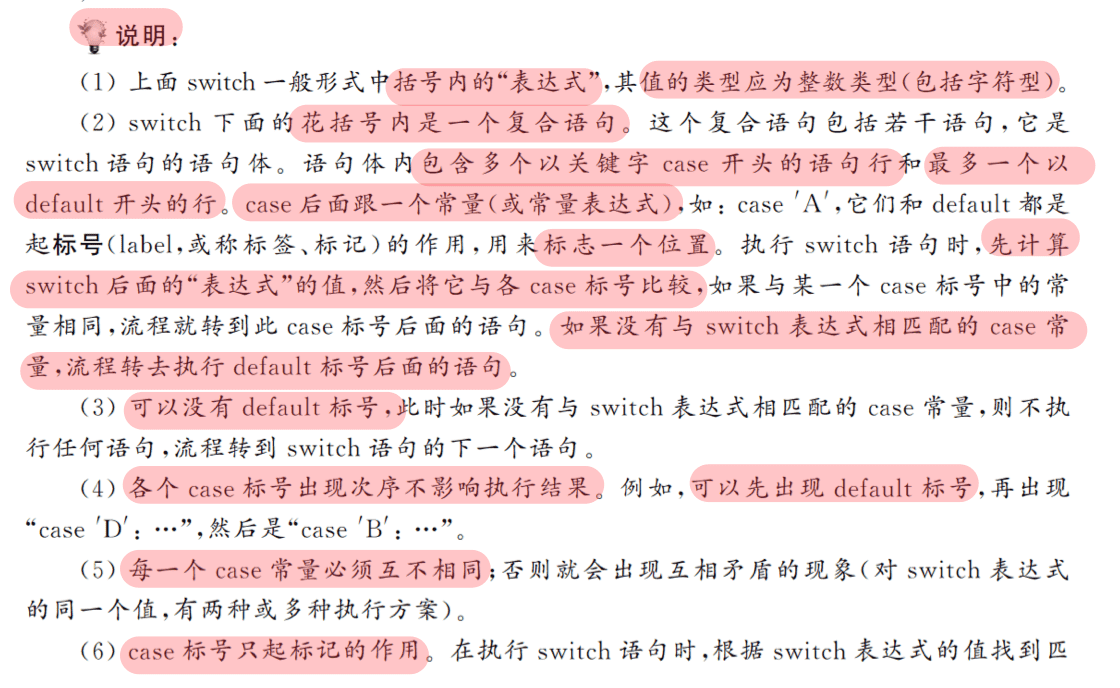 说明：
(1) 上面 switch 一般形式中括号内的“表达式”,其值的类型应为整数类型(包括字符型)。
(2) switch 下面的花括号内是一个复合语句。这个复合语句包括若干语句,它是
switch 语句的语句体。语句体内包含多个以关键字 case 开头的语句行和最多一个以
default 开头的行。case 后面跟一个常量(或常量表达式),如: case 'A',它们和 default 都是
起标号(label,或称标签、标记)的作用,用来标志一个位置。执行 switch 语句时,先计算
switch 后面的“表达式”的值,然后将它与各 case 标号比较,如果与某一个 case 标号中的常
量相同,流程就转到此 case 标号后面的语句。如果没有与 switch 表达式相匹配的 case 常
量,流程转去执行 default 标号后面的语句。
(3) 可以没有 default 标号,此时如果没有与 switch 表达式相匹配的 case 常量,则不执
行任何语句,流程转到 switch 语句的下一个语句。
(4) 各个 case 标号出现次序不影响执行结果。例如,可以先出现 default 标号,再出现
“case 'D': …”,然后是“case 'B': …”。
(5) 每一个 case 常量必须互不相同;否则就会出现互相矛盾的现象(对 switch 表达式
的同一个值,有两种或多种执行方案)。
(6) case 标号只起标记的作用。在执行 switch 语句时,根据 switch 表达式的值找到匹